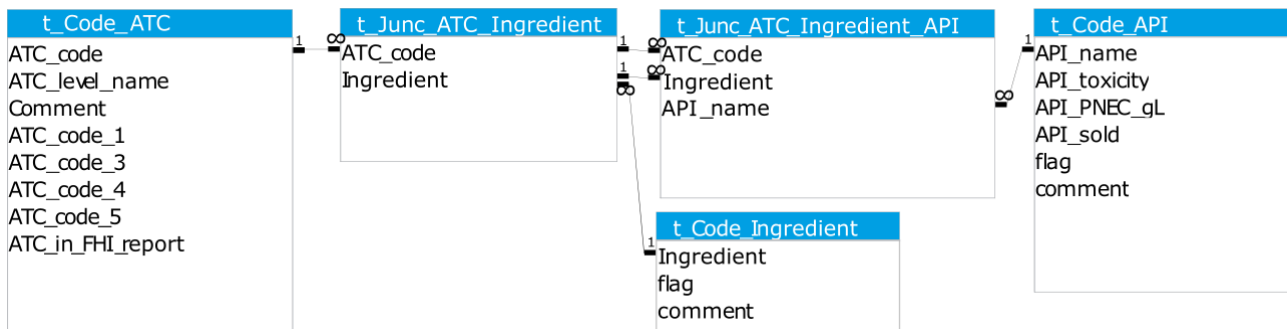 t_Code_ATC
ATC_code
ATC_level_name
Comment
ATC_code_1
ATC_code_3
ATC_code_4
ATC_code_5
ATC_in_FHI_report
1
∞
t_Junc_ATC_Ingredient
ATC_code
Ingredient
1
∞
1
∞
∞
t_Junc_ATC_Ingredient_API
ATC_code
Ingredient
API_name
1
∞
t_Code_API
API_name
API_toxicity
API_PNEC_gL
API_sold
flag
comment
1
t_Code_Ingredient
Ingredient
flag
comment